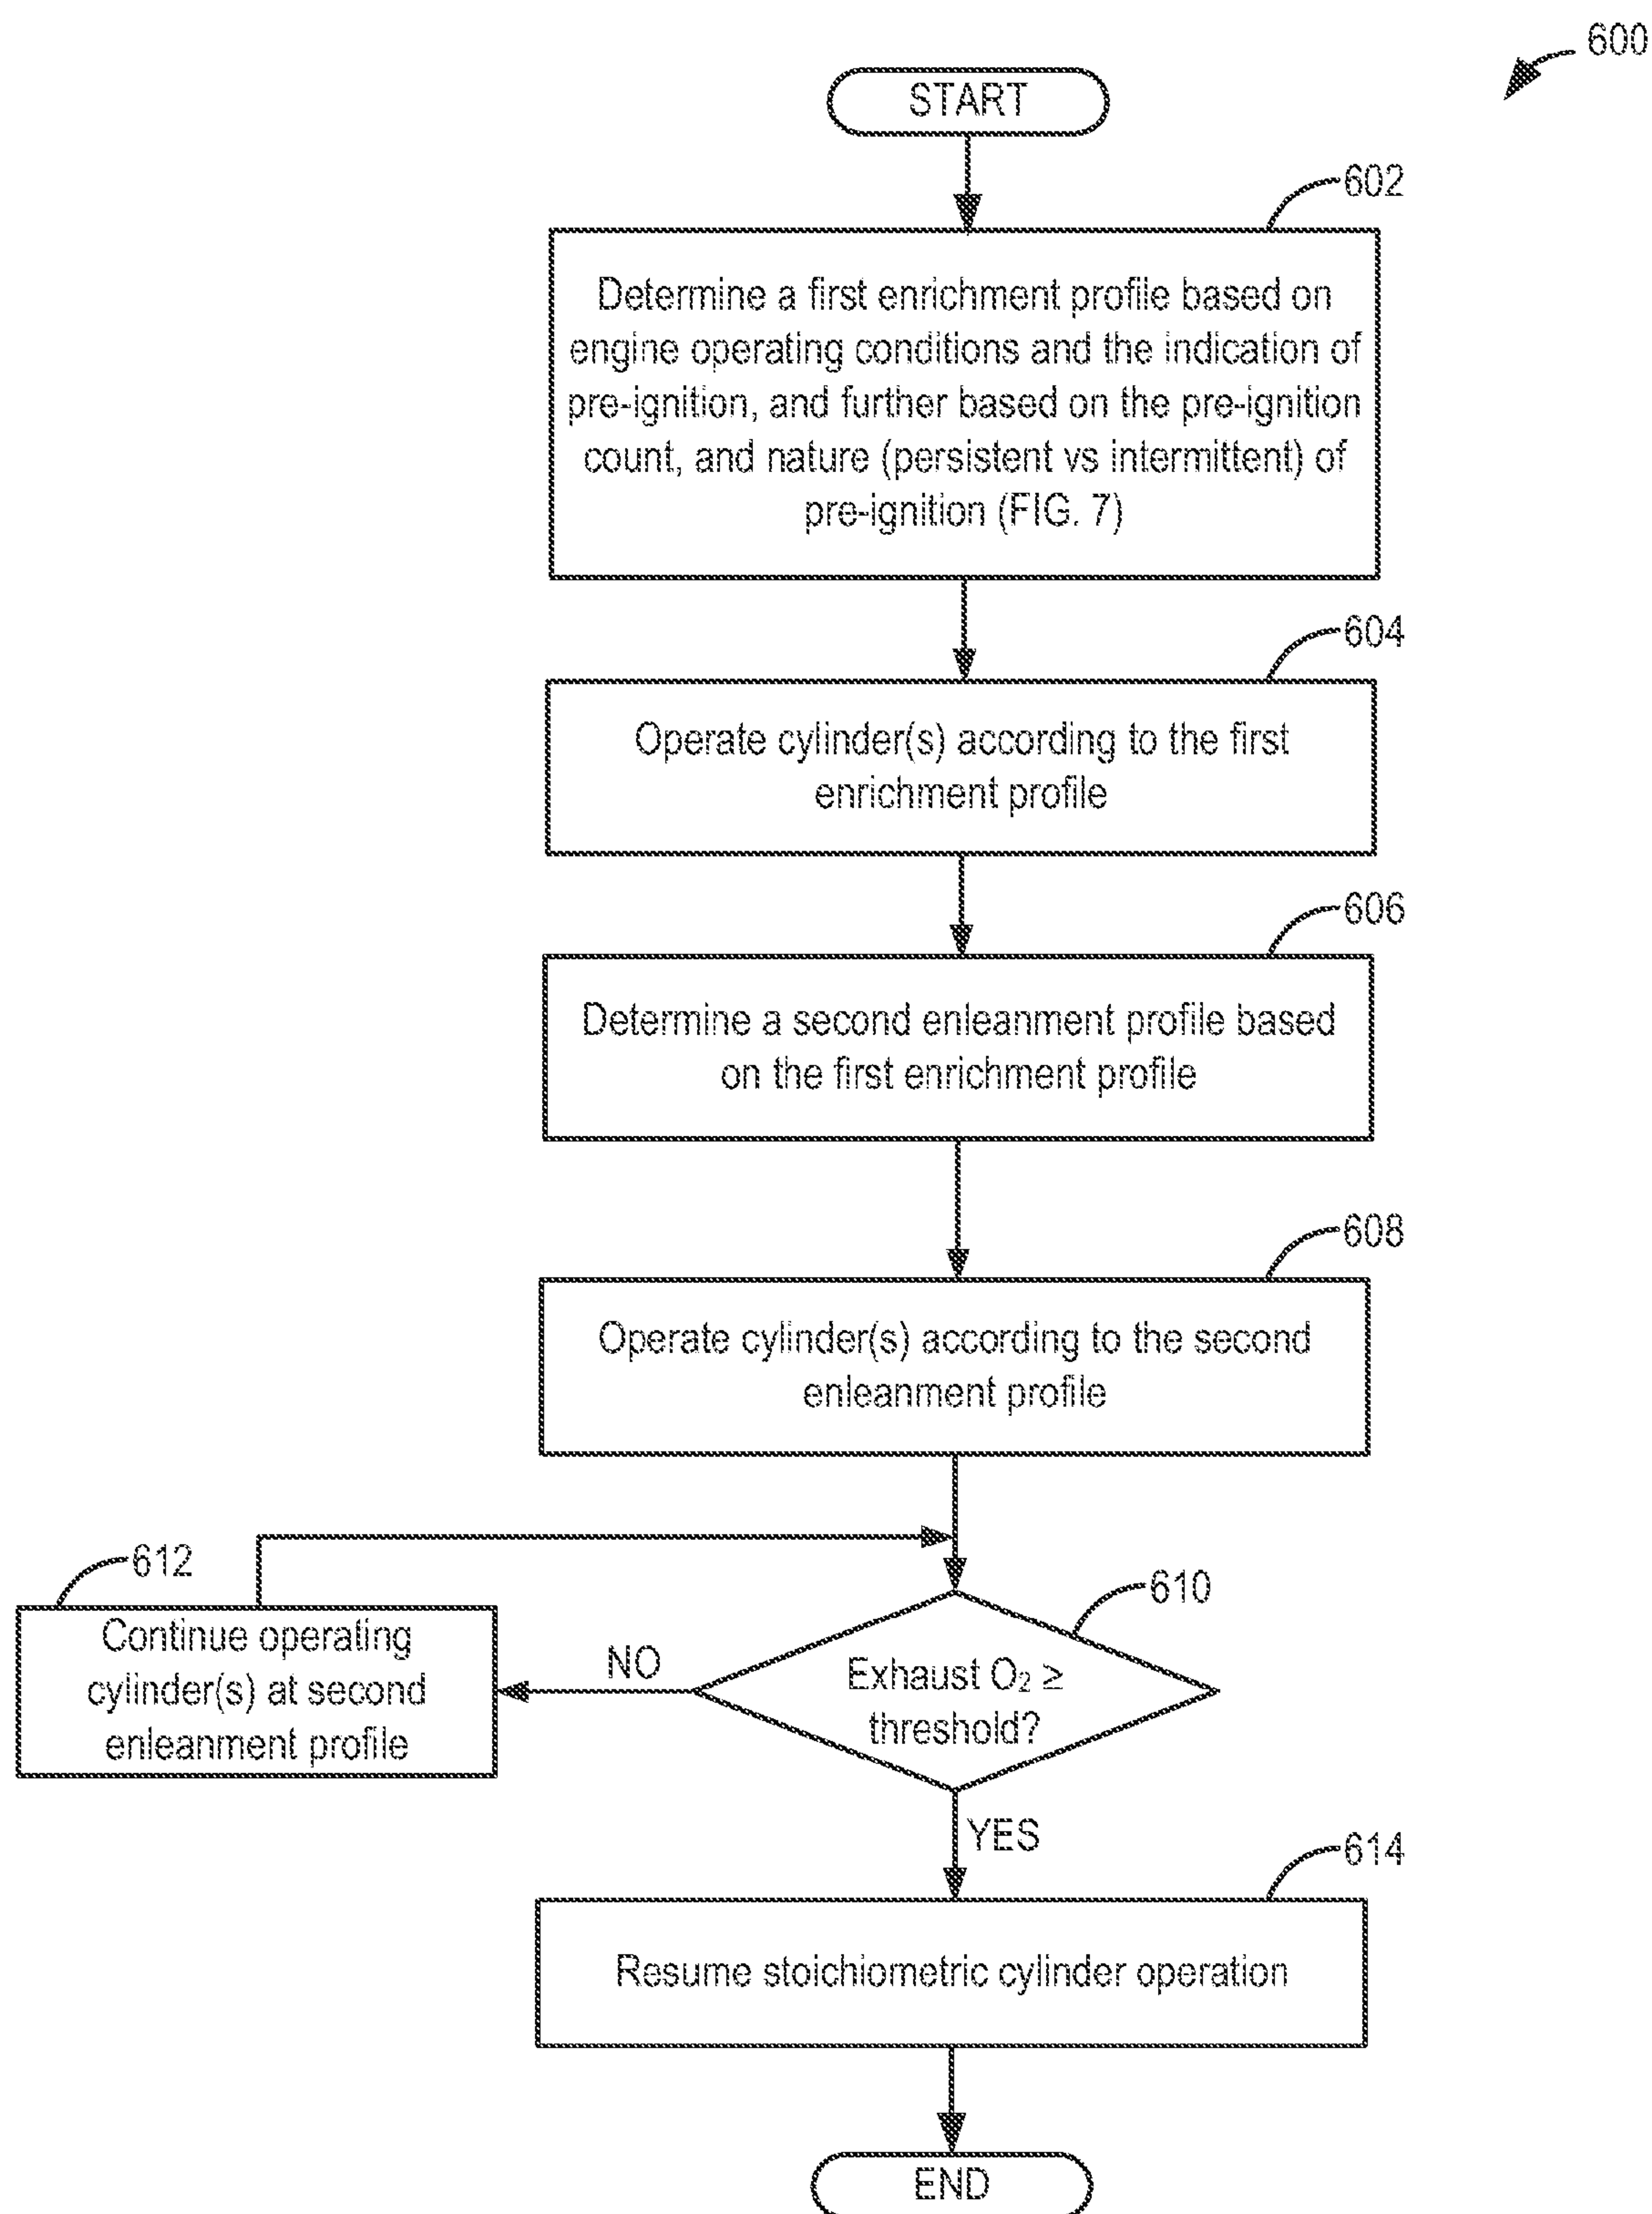 600
START
602
Determine a first enrichment profile based on
engine operating conditions and the indication of
pre-ignition, and further based on the pre-ignition
count, and nature (persistent vs intermittent) of
pre-ignition (FIG. 7)
604
Operate cylinder(s) according to the first
enrichment profile
606
Determine a second enleanment profile based
on the first enrichment profile
608
Operate cylinder(s) according to the second
enleanment profile
612
Continue operating
cylinder(s) at second
enleanment profile
NO
610
Exhaust O₂ ≥
threshold?
YES
614
Resume stoichiometric cylinder operation
END